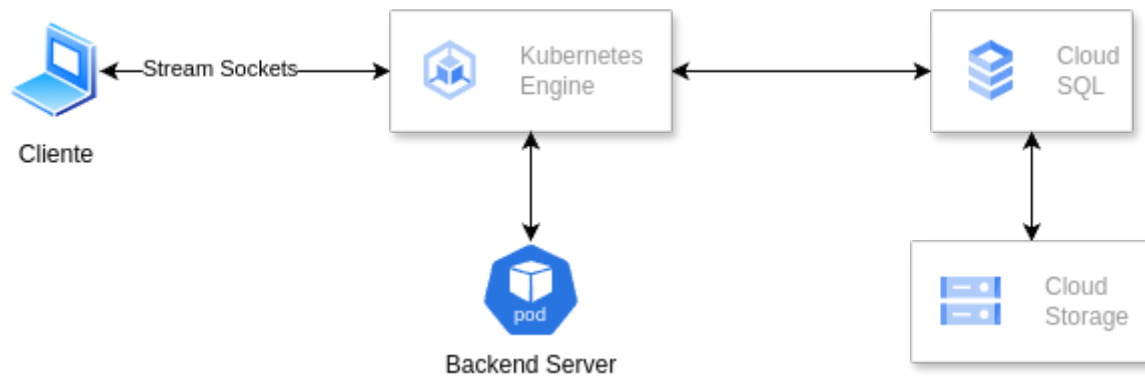 Stream Sockets
Kubernetes
Engine
Cloud
SQL
Cliente
pod
Backend Server
Cloud
Storage